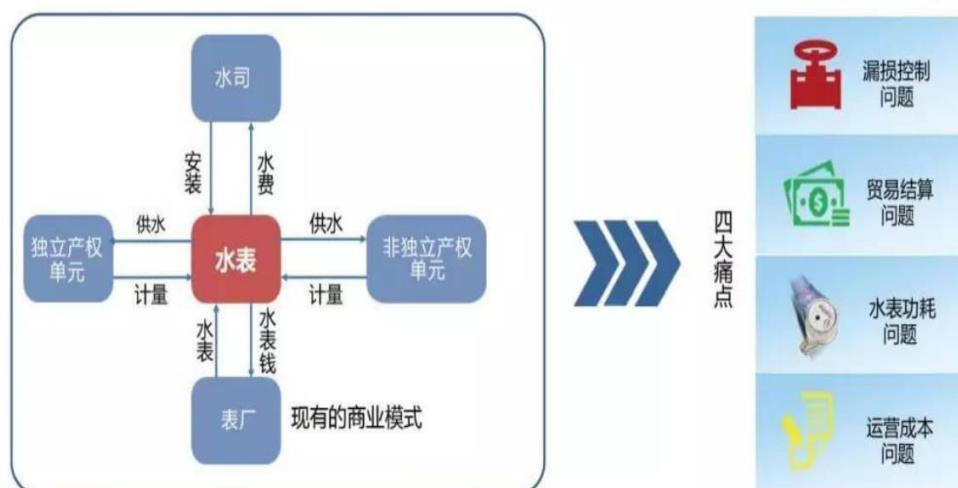 水司
安装
水费
独立产权
单元
供水
计量
水表
供水
计量
非独立产权
单元
水表
水表钱
表厂
现有的商业模式
四大痛点
漏损控制
问题
贸易结算
问题
水表功耗
问题
运营成本
问题